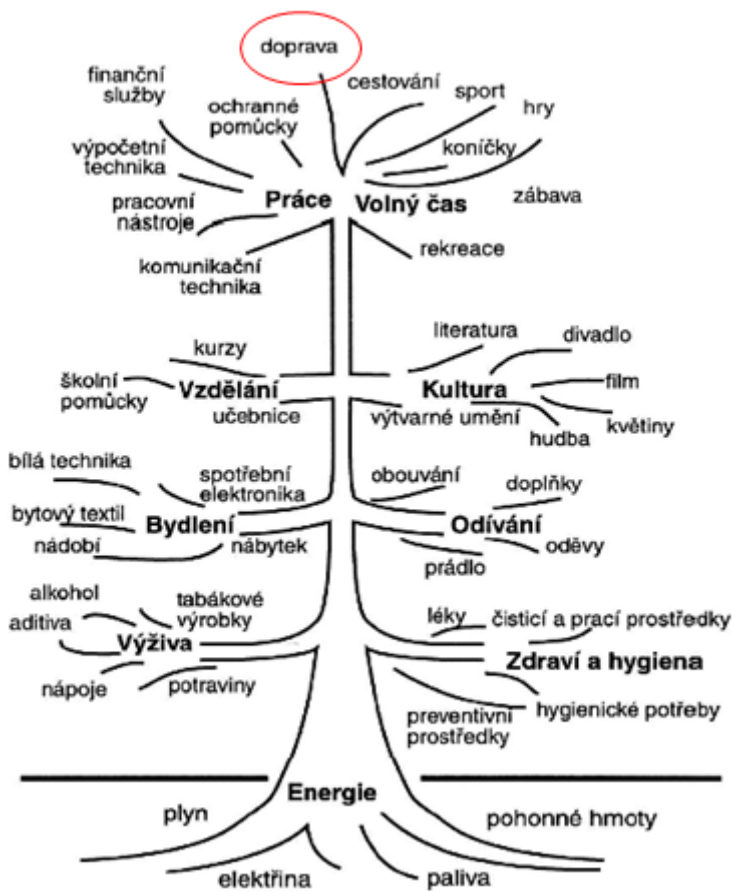 doprava
finanční
služby
cestování
sport
hry
ochranné
pomůcky
koníčky
výpočetní
technika
Práce
Volný čas
zábava
pracovní
nástroje
rekreace
komunikační
technika
literatura
divadlo
kurzy
školní
pomůcky
Vzdělání
Kultura
film
učebnice
výtvarné umění
květiny
hudba
bílá technika
spotřební
elektronika
obouvání
doplňky
bytový textil
Bydlení
Odívání
nádobí
nábytek
oděvy
prádlo
alkohol
tabákové
výrobky
léky
čisticí a prací prostředky
aditiva
Výživa
Zdraví a hygiena
nápoje
potraviny
hygienické potřeby
preventivní
prostředky
Energie
plyn
pohonné hmoty
elektřina
paliva